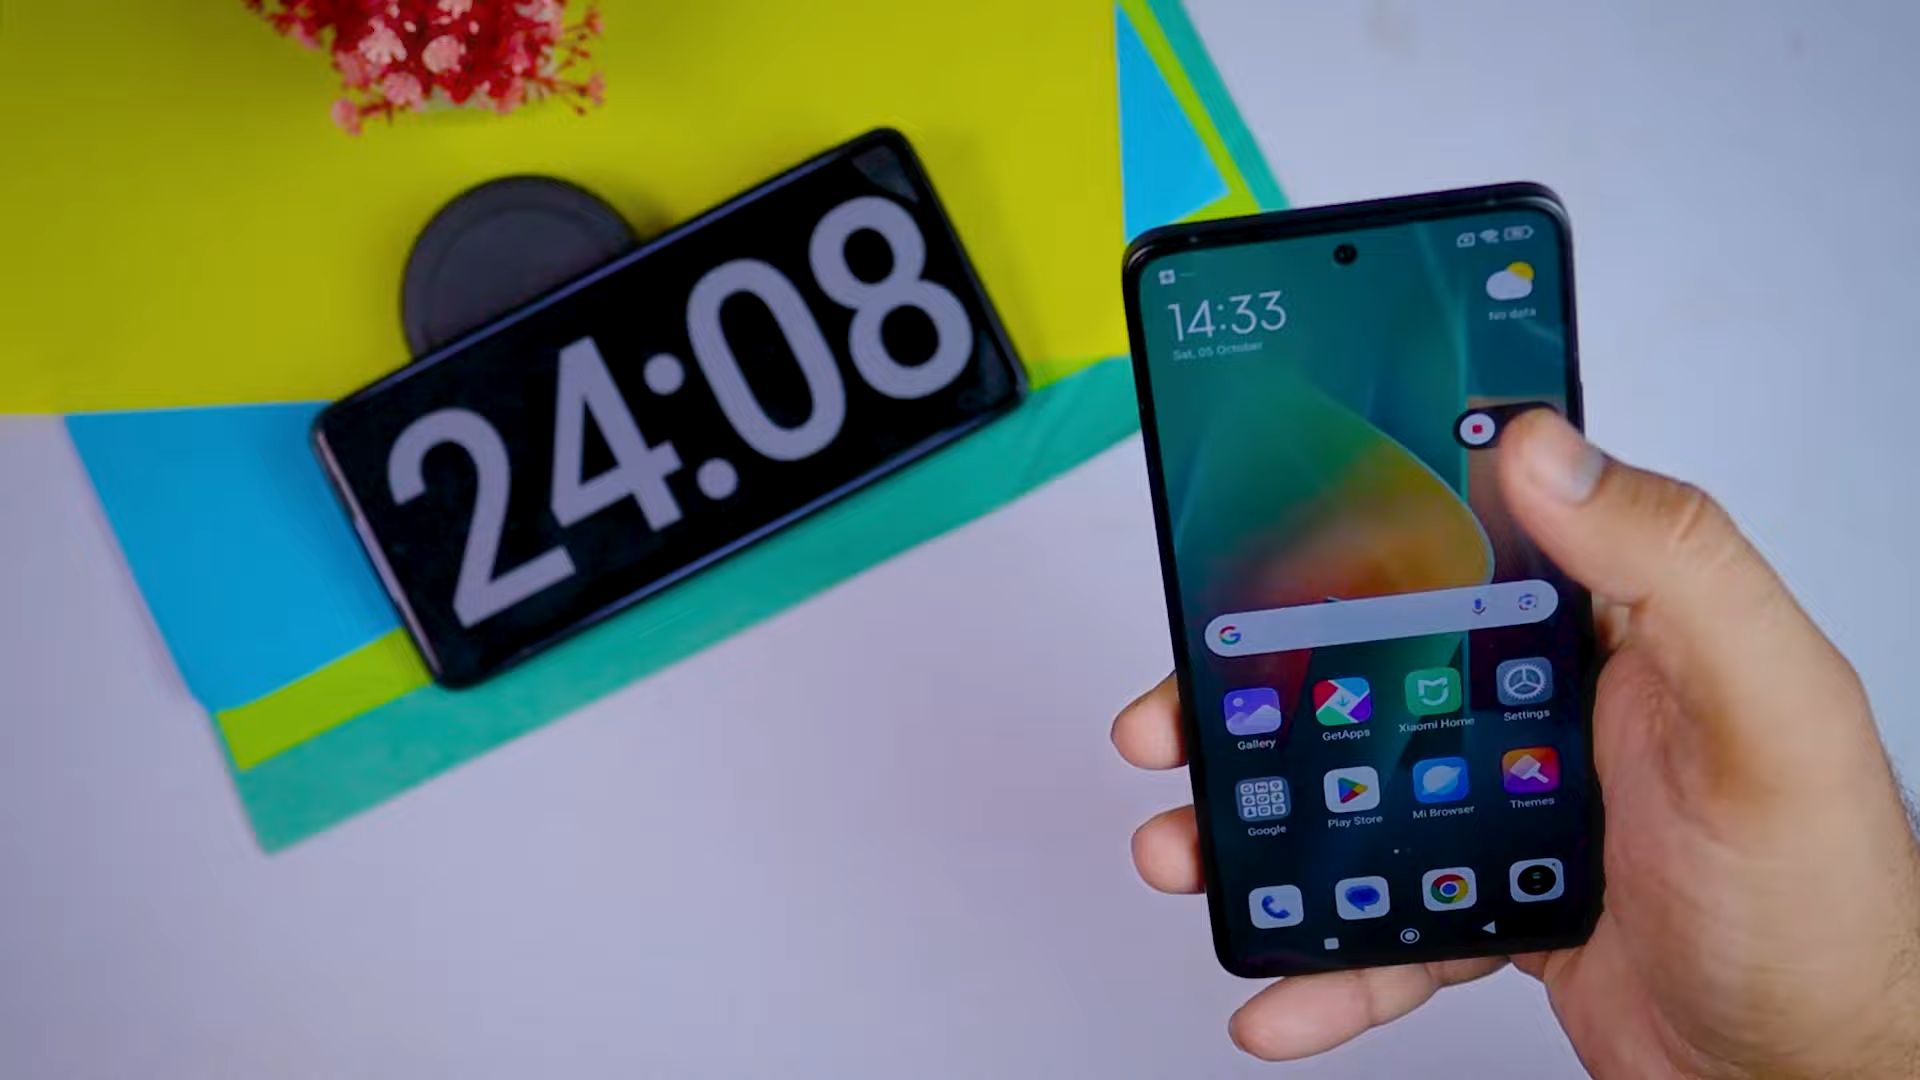 24:08
14:33
Sat, 05 October
No data
Gallery
GetApps
Xiaomi Home
Settings
Google
Play Store
Mi Browser
Themes